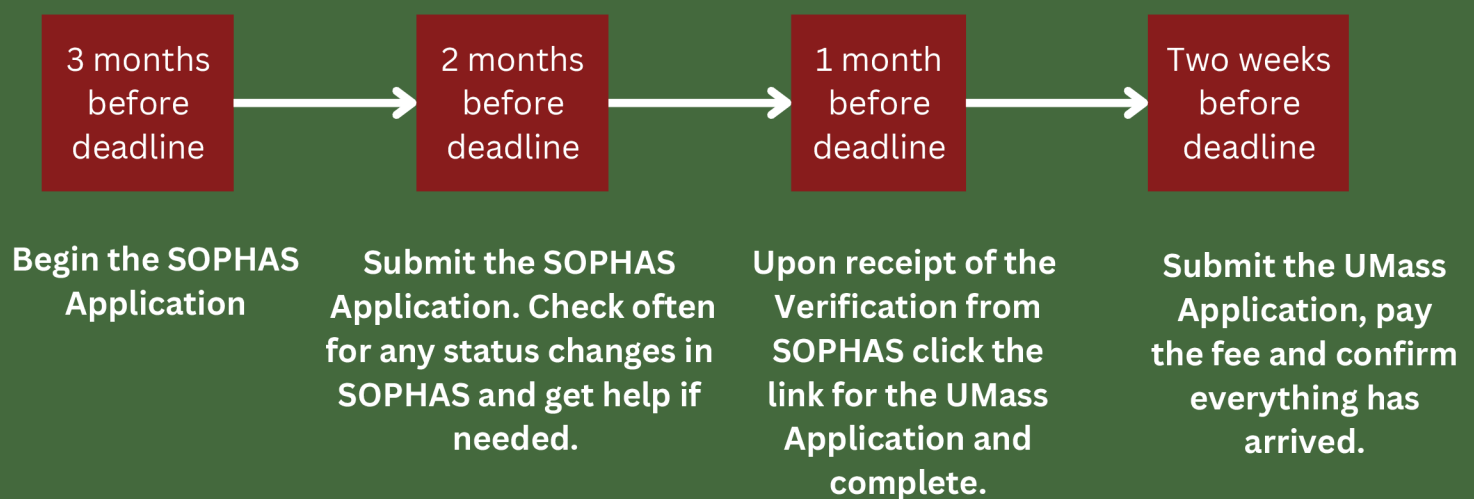 3 months
before
deadline
2 months
before
deadline
1 month
before
deadline
Two weeks
before
deadline
Begin the SOPHAS
Application
Submit the SOPHAS
Application. Check often
for any status changes in
SOPHAS and get help if
needed.
Upon receipt of the
Verification from
SOPHAS click the
link for the UMass
Application and
complete.
Submit the UMass
Application, pay
the fee and confirm
everything has
arrived.